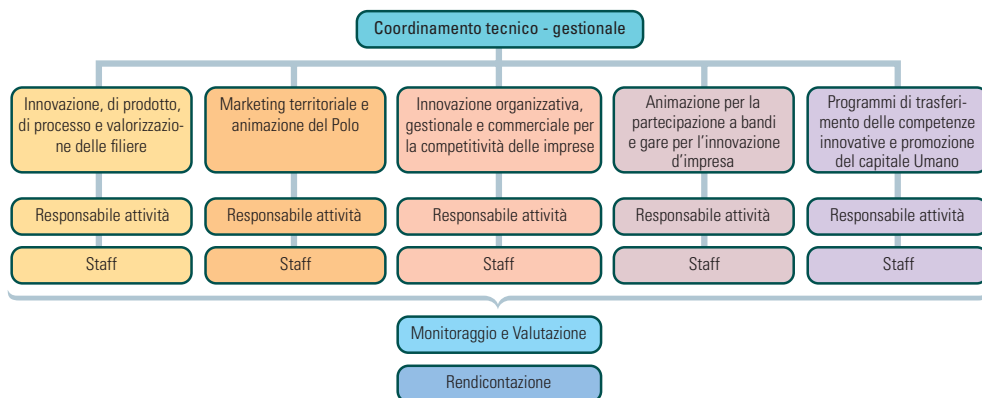 Coordinamento tecnico - gestionale
Innovazione, di prodotto,
di processo e valorizzazio-
ne delle filiere
Marketing territoriale e
animazione del Polo
Innovazione organizzativa,
gestionale e commerciale per
la competitività delle imprese
Animazione per la
partecipazione a bandi
e gare per l'innovazione
d'impresa
Programmi di trasferi-
mento delle competenze
innovative e promozione
del capitale Umano
Responsabile attività
Responsabile attività
Responsabile attività
Responsabile attività
Responsabile attività
Staff
Staff
Staff
Staff
Staff
Monitoraggio e Valutazione
Rendicontazione